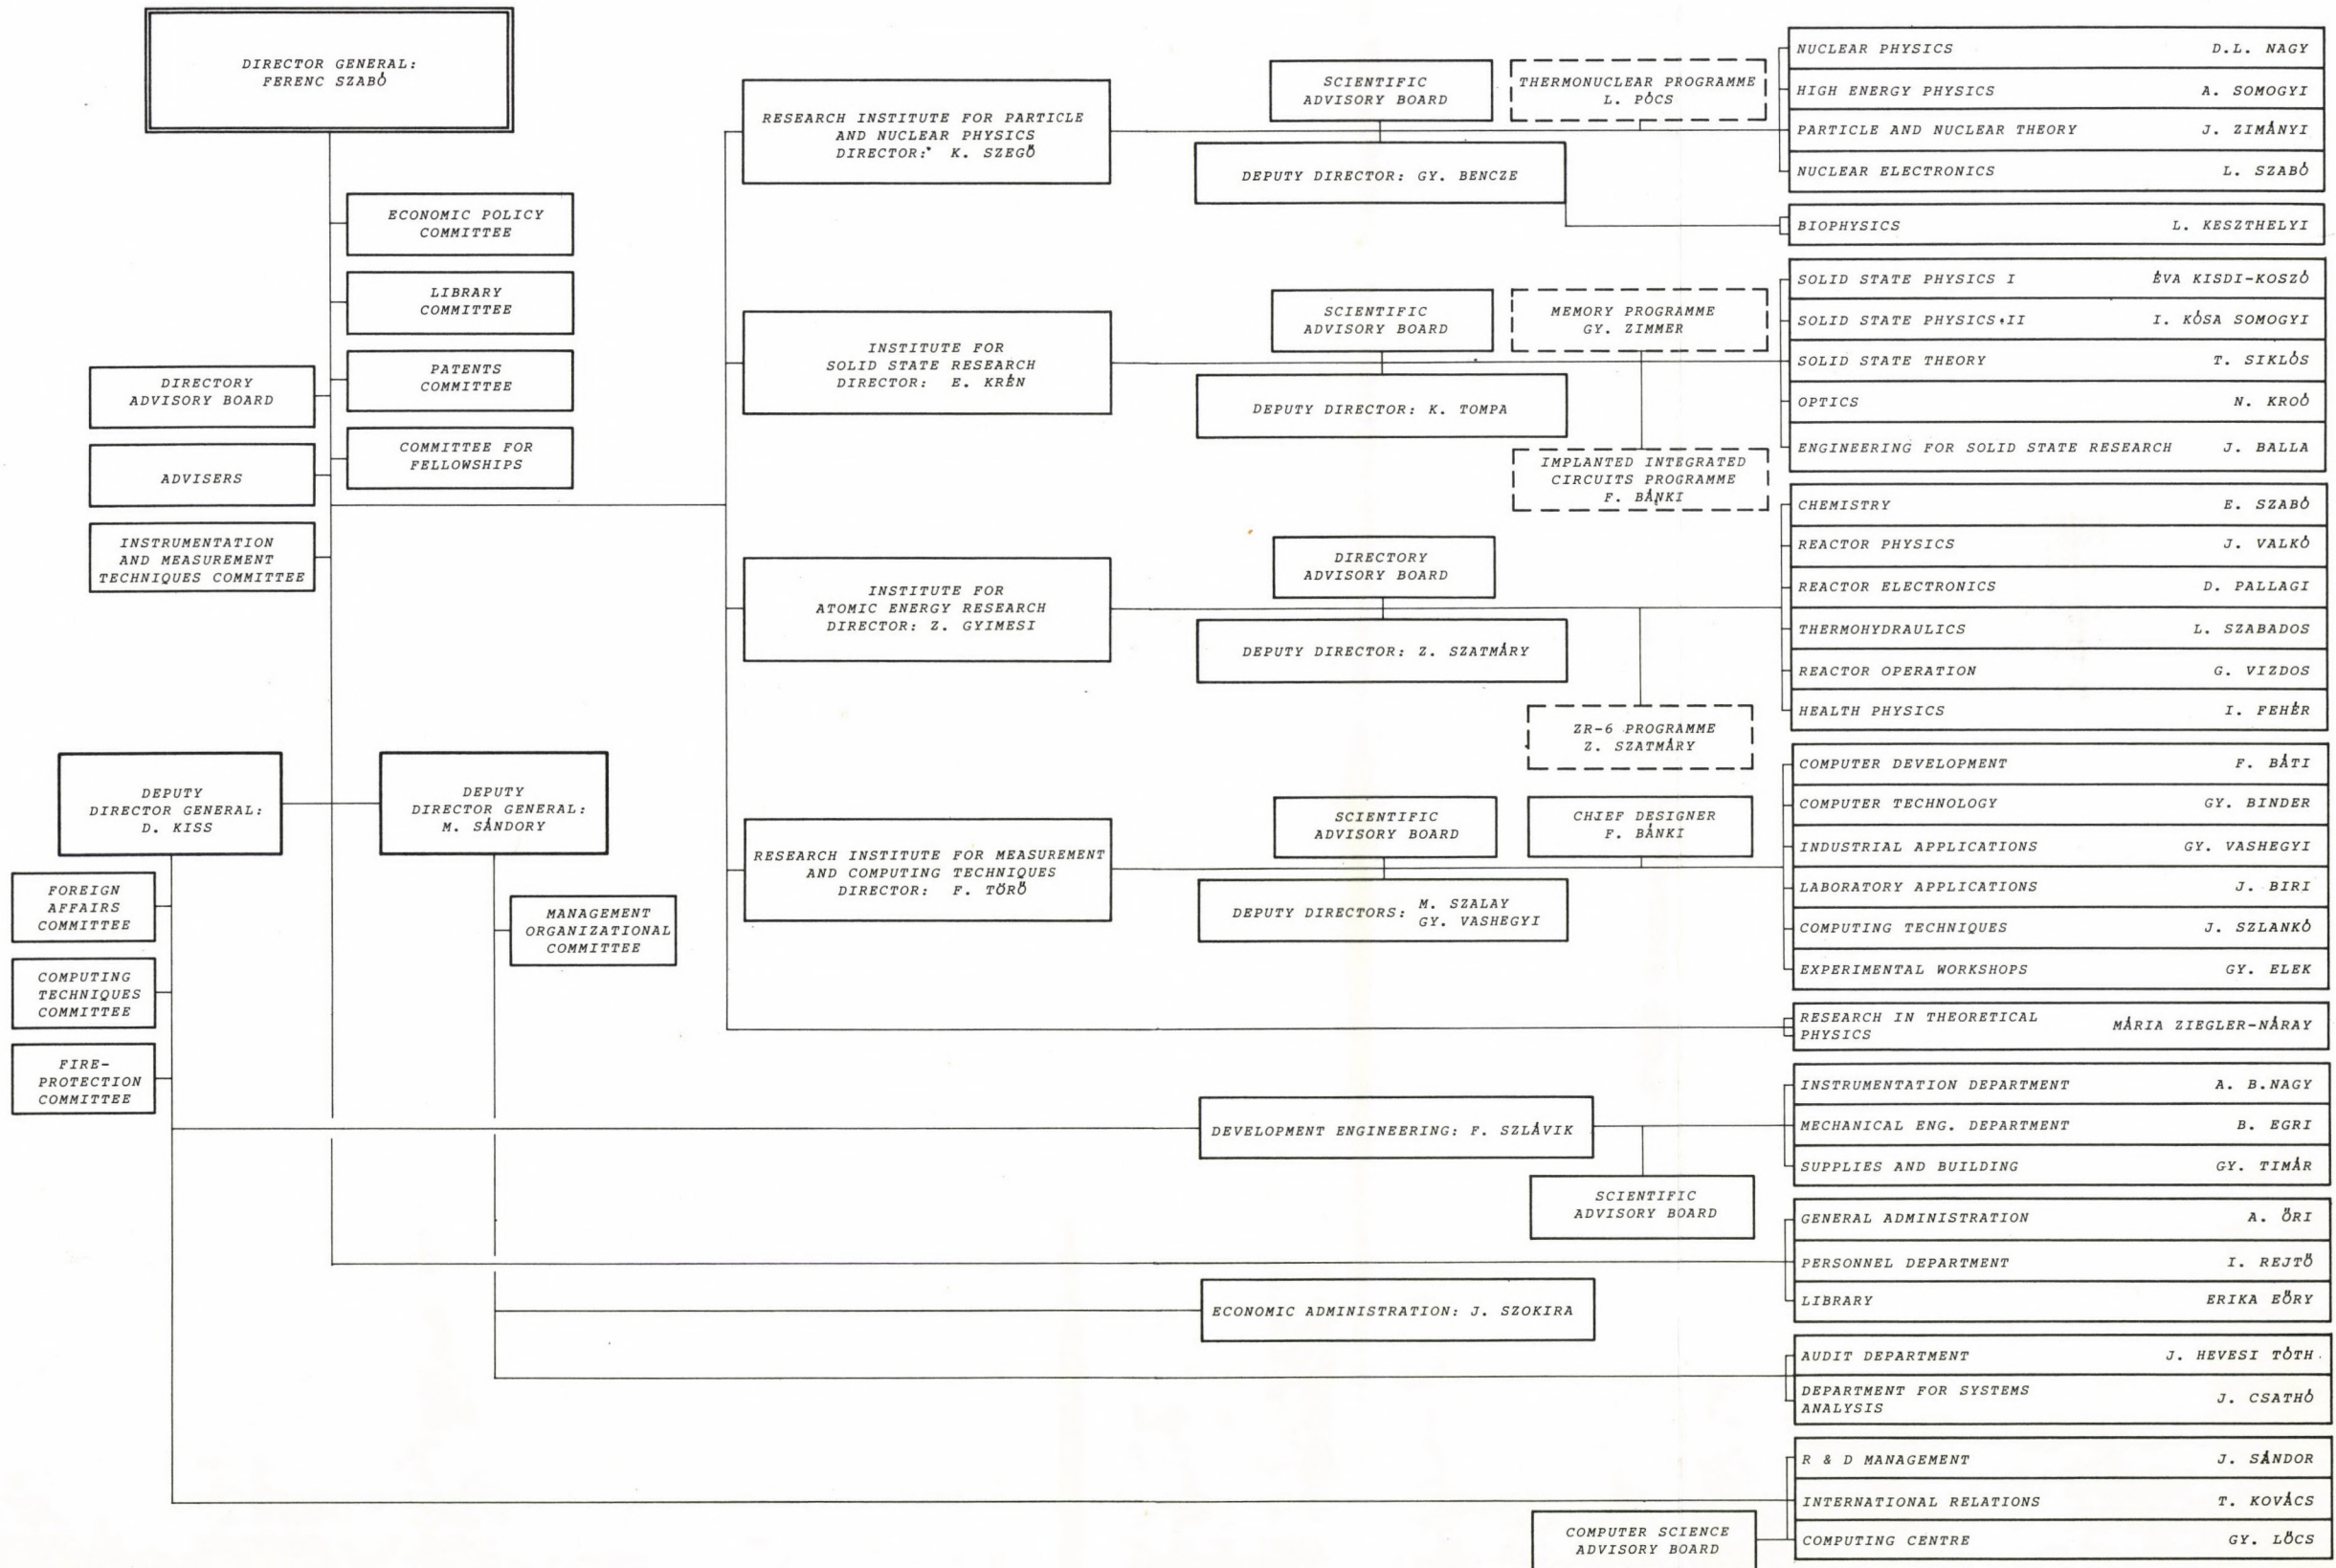 DIRECTOR GENERAL:
FERENC SZABÓ
ECONOMIC POLICY
COMMITTEE
LIBRARY
COMMITTEE
PATENTS
COMMITTEE
COMMITTEE FOR
FELLOWSHIPS
DIRECTORY
ADVISORY BOARD
ADVISERS
INSTRUMENTATION
AND MEASUREMENT
TECHNIQUES COMMITTEE
DEPUTY
DIRECTOR GENERAL:
D. KISS
DEPUTY
DIRECTOR GENERAL:
M. SÁNDORY
FOREIGN
AFFAIRS
COMMITTEE
COMPUTING
TECHNIQUES
COMMITTEE
FIRE-
PROTECTION
COMMITTEE
MANAGEMENT
ORGANIZATIONAL
COMMITTEE
RESEARCH INSTITUTE FOR PARTICLE
AND NUCLEAR PHYSICS
DIRECTOR: K. SZEGŐ
SCIENTIFIC
ADVISORY BOARD
THERMONUCLEAR PROGRAMME
L. PÓCS
DEPUTY DIRECTOR: GY. BENCZE
NUCLEAR PHYSICS D.L. NAGY
HIGH ENERGY PHYSICS A. SOMOGYI
PARTICLE AND NUCLEAR THEORY J. ZIMÁNYI
NUCLEAR ELECTRONICS L. SZABÓ
BIOPHYSICS L. KESZTHELYI
INSTITUTE FOR
SOLID STATE RESEARCH
DIRECTOR: E. KRÉN
SCIENTIFIC
ADVISORY BOARD
MEMORY PROGRAMME
GY. ZIMMER
DEPUTY DIRECTOR: K. TOMPA
IMPLANTED INTEGRATED
CIRCUITS PROGRAMME
F. BÁNKI
SOLID STATE PHYSICS I ÉVA KISDI-KOSZÓ
SOLID STATE PHYSICS II I. KÓSA SOMOGYI
SOLID STATE THEORY T. SIKLÓS
OPTICS N. KROÓ
ENGINEERING FOR SOLID STATE RESEARCH J. BALLA
INSTITUTE FOR
ATOMIC ENERGY RESEARCH
DIRECTOR: Z. GYIMESI
DIRECTORY
ADVISORY BOARD
DEPUTY DIRECTOR: Z. SZATMÁRY
ZR-6 PROGRAMME
Z. SZATMÁRY
CHEMISTRY E. SZABÓ
REACTOR PHYSICS J. VALKÓ
REACTOR ELECTRONICS D. PALLAGI
THERMOHYDRAULICS L. SZABADOS
REACTOR OPERATION G. VIZDOS
HEALTH PHYSICS I. FEHÉR
RESEARCH INSTITUTE FOR MEASUREMENT
AND COMPUTING TECHNIQUES
DIRECTOR: F. TÖRŐ
SCIENTIFIC
ADVISORY BOARD
CHIEF DESIGNER
F. BÁNKI
DEPUTY DIRECTORS: M. SZALAY
GY. VASHEGYI
COMPUTER DEVELOPMENT F. BÁTI
COMPUTER TECHNOLOGY GY. BINDER
INDUSTRIAL APPLICATIONS GY. VASHEGYI
LABORATORY APPLICATIONS J. BIRI
COMPUTING TECHNIQUES J. SZLANKÓ
EXPERIMENTAL WORKSHOPS GY. ELEK
RESEARCH IN THEORETICAL
PHYSICS MÁRIA ZIEGLER-NÁRAY
DEVELOPMENT ENGINEERING: F. SZLÁVIK
SCIENTIFIC
ADVISORY BOARD
INSTRUMENTATION DEPARTMENT A. B.NAGY
MECHANICAL ENG. DEPARTMENT B. EGRI
SUPPLIES AND BUILDING GY. TIMÁR
GENERAL ADMINISTRATION A. ŐRI
PERSONNEL DEPARTMENT I. REJTŐ
LIBRARY ERIKA EŐRY
ECONOMIC ADMINISTRATION: J. SZOKIRA
AUDIT DEPARTMENT J. HEVESI TÓTH
DEPARTMENT FOR SYSTEMS
ANALYSIS J. CSATHÓ
R & D MANAGEMENT J. SÁNDOR
INTERNATIONAL RELATIONS T. KOVÁCS
COMPUTING CENTRE GY. LŐCS
COMPUTER SCIENCE
ADVISORY BOARD